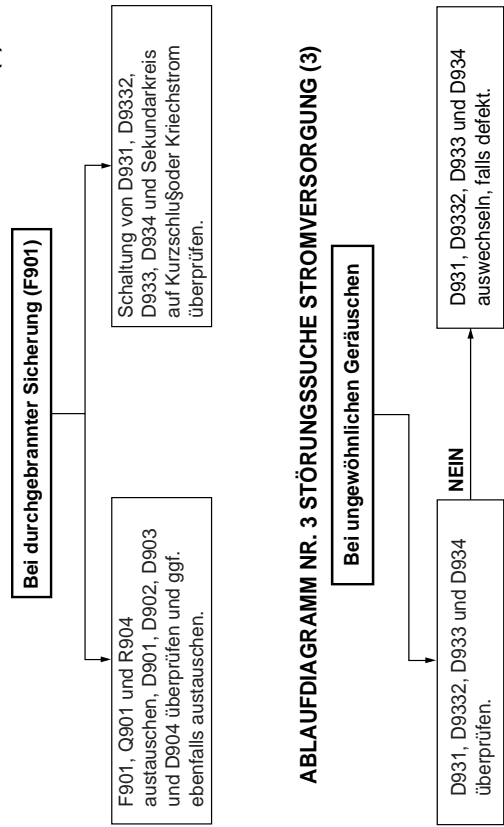 Bei durchgebrannter Sicherung (F901)
F901, Q901 und R904
austauschen, D901, D902, D903
und D904 überprüfen und ggf.
ebenfalls austauschen.
Schaltung von D931, D9332,
D933, D934 und Sekundarkreis
auf Kurzschlu§oder Kriechstrom
überprüfen.
ABLAUFDIAGRAMM NR. 3 STÖRUNGSSUCHE STROMVERSORGUNG (3)
Bei ungewöhnlichen Geräuschen
D931, D9332, D933 und D934
überprüfen.
NEIN
D931, D9332, D933 und D934
auswechseln, falls defekt.